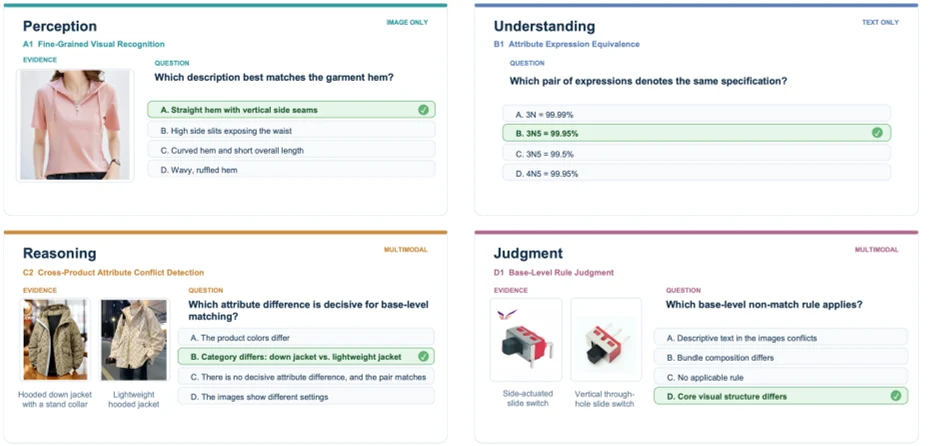 Perception
IMAGE ONLY
A1 Fine-Grained Visual Recognition
EVIDENCE
QUESTION
Which description best matches the garment hem?
A. Straight hem with vertical side seams
B. High side slits exposing the waist
C. Curved hem and short overall length
D. Wavy, ruffled hem
Understanding
TEXT ONLY
B1 Attribute Expression Equivalence
QUESTION
Which pair of expressions denotes the same specification?
A. 3N = 99.99%
B. 3N5 = 99.95%
C. 3N5 = 99.5%
D. 4N5 = 99.95%
Reasoning
MULTIMODAL
C2 Cross-Product Attribute Conflict Detection
EVIDENCE
QUESTION
Which attribute difference is decisive for base-level
matching?
A. The product colors differ
B. Category differs: down jacket vs. lightweight jacket
C. There is no decisive attribute difference, and the pair matches
D. The images show different settings
Hooded down jacket
with a stand collar
Lightweight
hooded jacket
Judgment
MULTIMODAL
D1 Base-Level Rule Judgment
EVIDENCE
QUESTION
Which base-level non-match rule applies?
A. Descriptive text in the images conflicts
B. Bundle composition differs
C. No applicable rule
D. Core visual structure differs
Side-actuated
slide switch
Vertical through-
hole slide switch